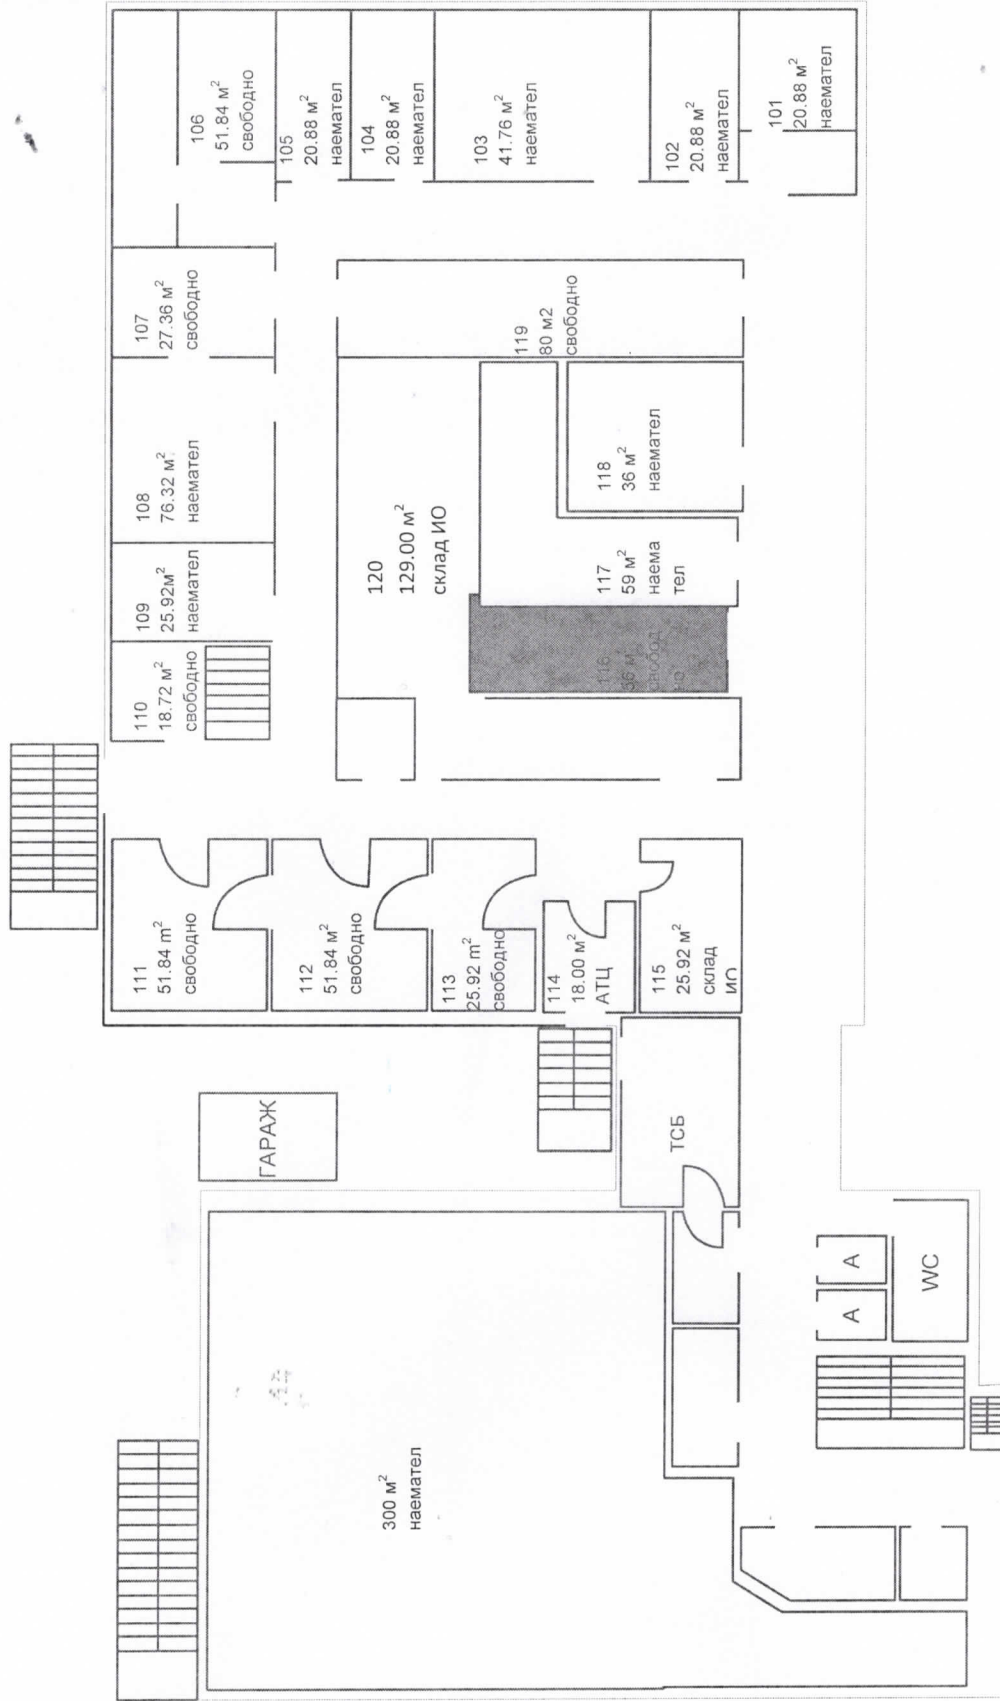 106
51.84 м²
свободно
105
20.88 м²
наемател
104
20.88 м²
наемател
103
41.76 м²
наемател
102
20.88 м²
наемател
101
20.88 м²
наемател
107
27.36 м²
свободно
119
80 м2
свободно
108
76.32 м²
наемател
118
36 м²
наемател
120
129.00 м²
склад ИО
109
25.92м²
наемател
117
59 м²
наема
тел
110
18.72 м²
свободно
116
36 м
свобод
но
111
51.84 m²
свободно
112
51.84 м²
свободно
113
25.92 m²
свободно
114
18.00 м²
АТЦ
115
25.92 м²
склад
ИО
ГАРАЖ
ТСБ
А
А
WC
300 м²
наемател